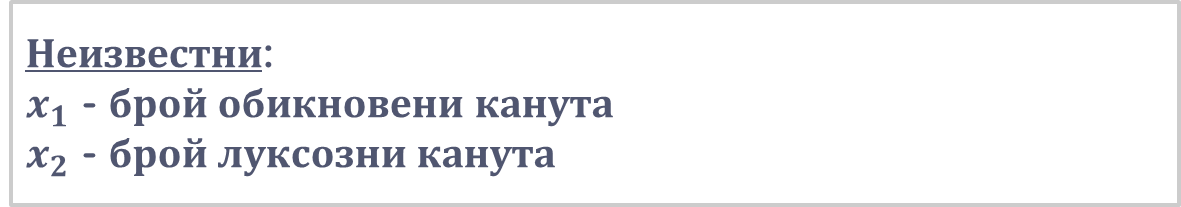 Неизвестни:
x₁ - брой обикновени канута
x₂ - брой луксозни канута